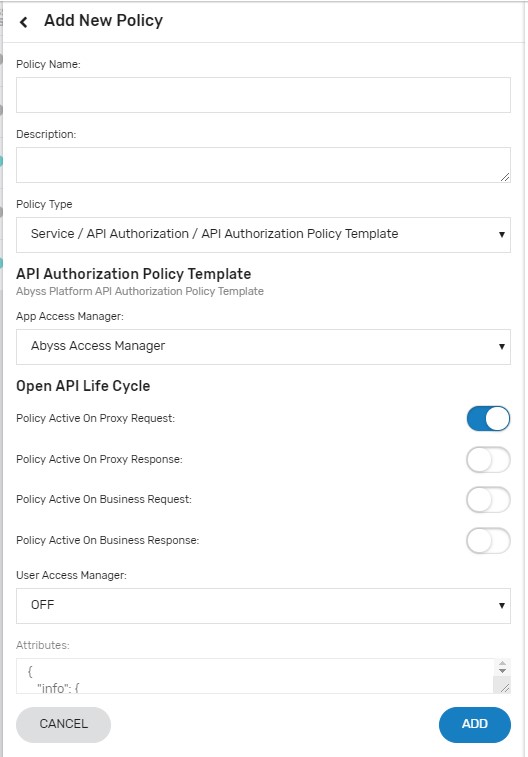 Add New Policy
Policy Name:
Description:
Policy Type
Service / API Authorization / API Authorization Policy Template
API Authorization Policy Template
Abyss Platform API Authorization Policy Template
App Access Manager:
Abyss Access Manager
Open API Life Cycle
Policy Active On Proxy Request:
Policy Active On Proxy Response:
Policy Active On Business Request:
Policy Active On Business Response:
User Access Manager:
OFF
Attributes:
{
"info": {
CANCEL
ADD